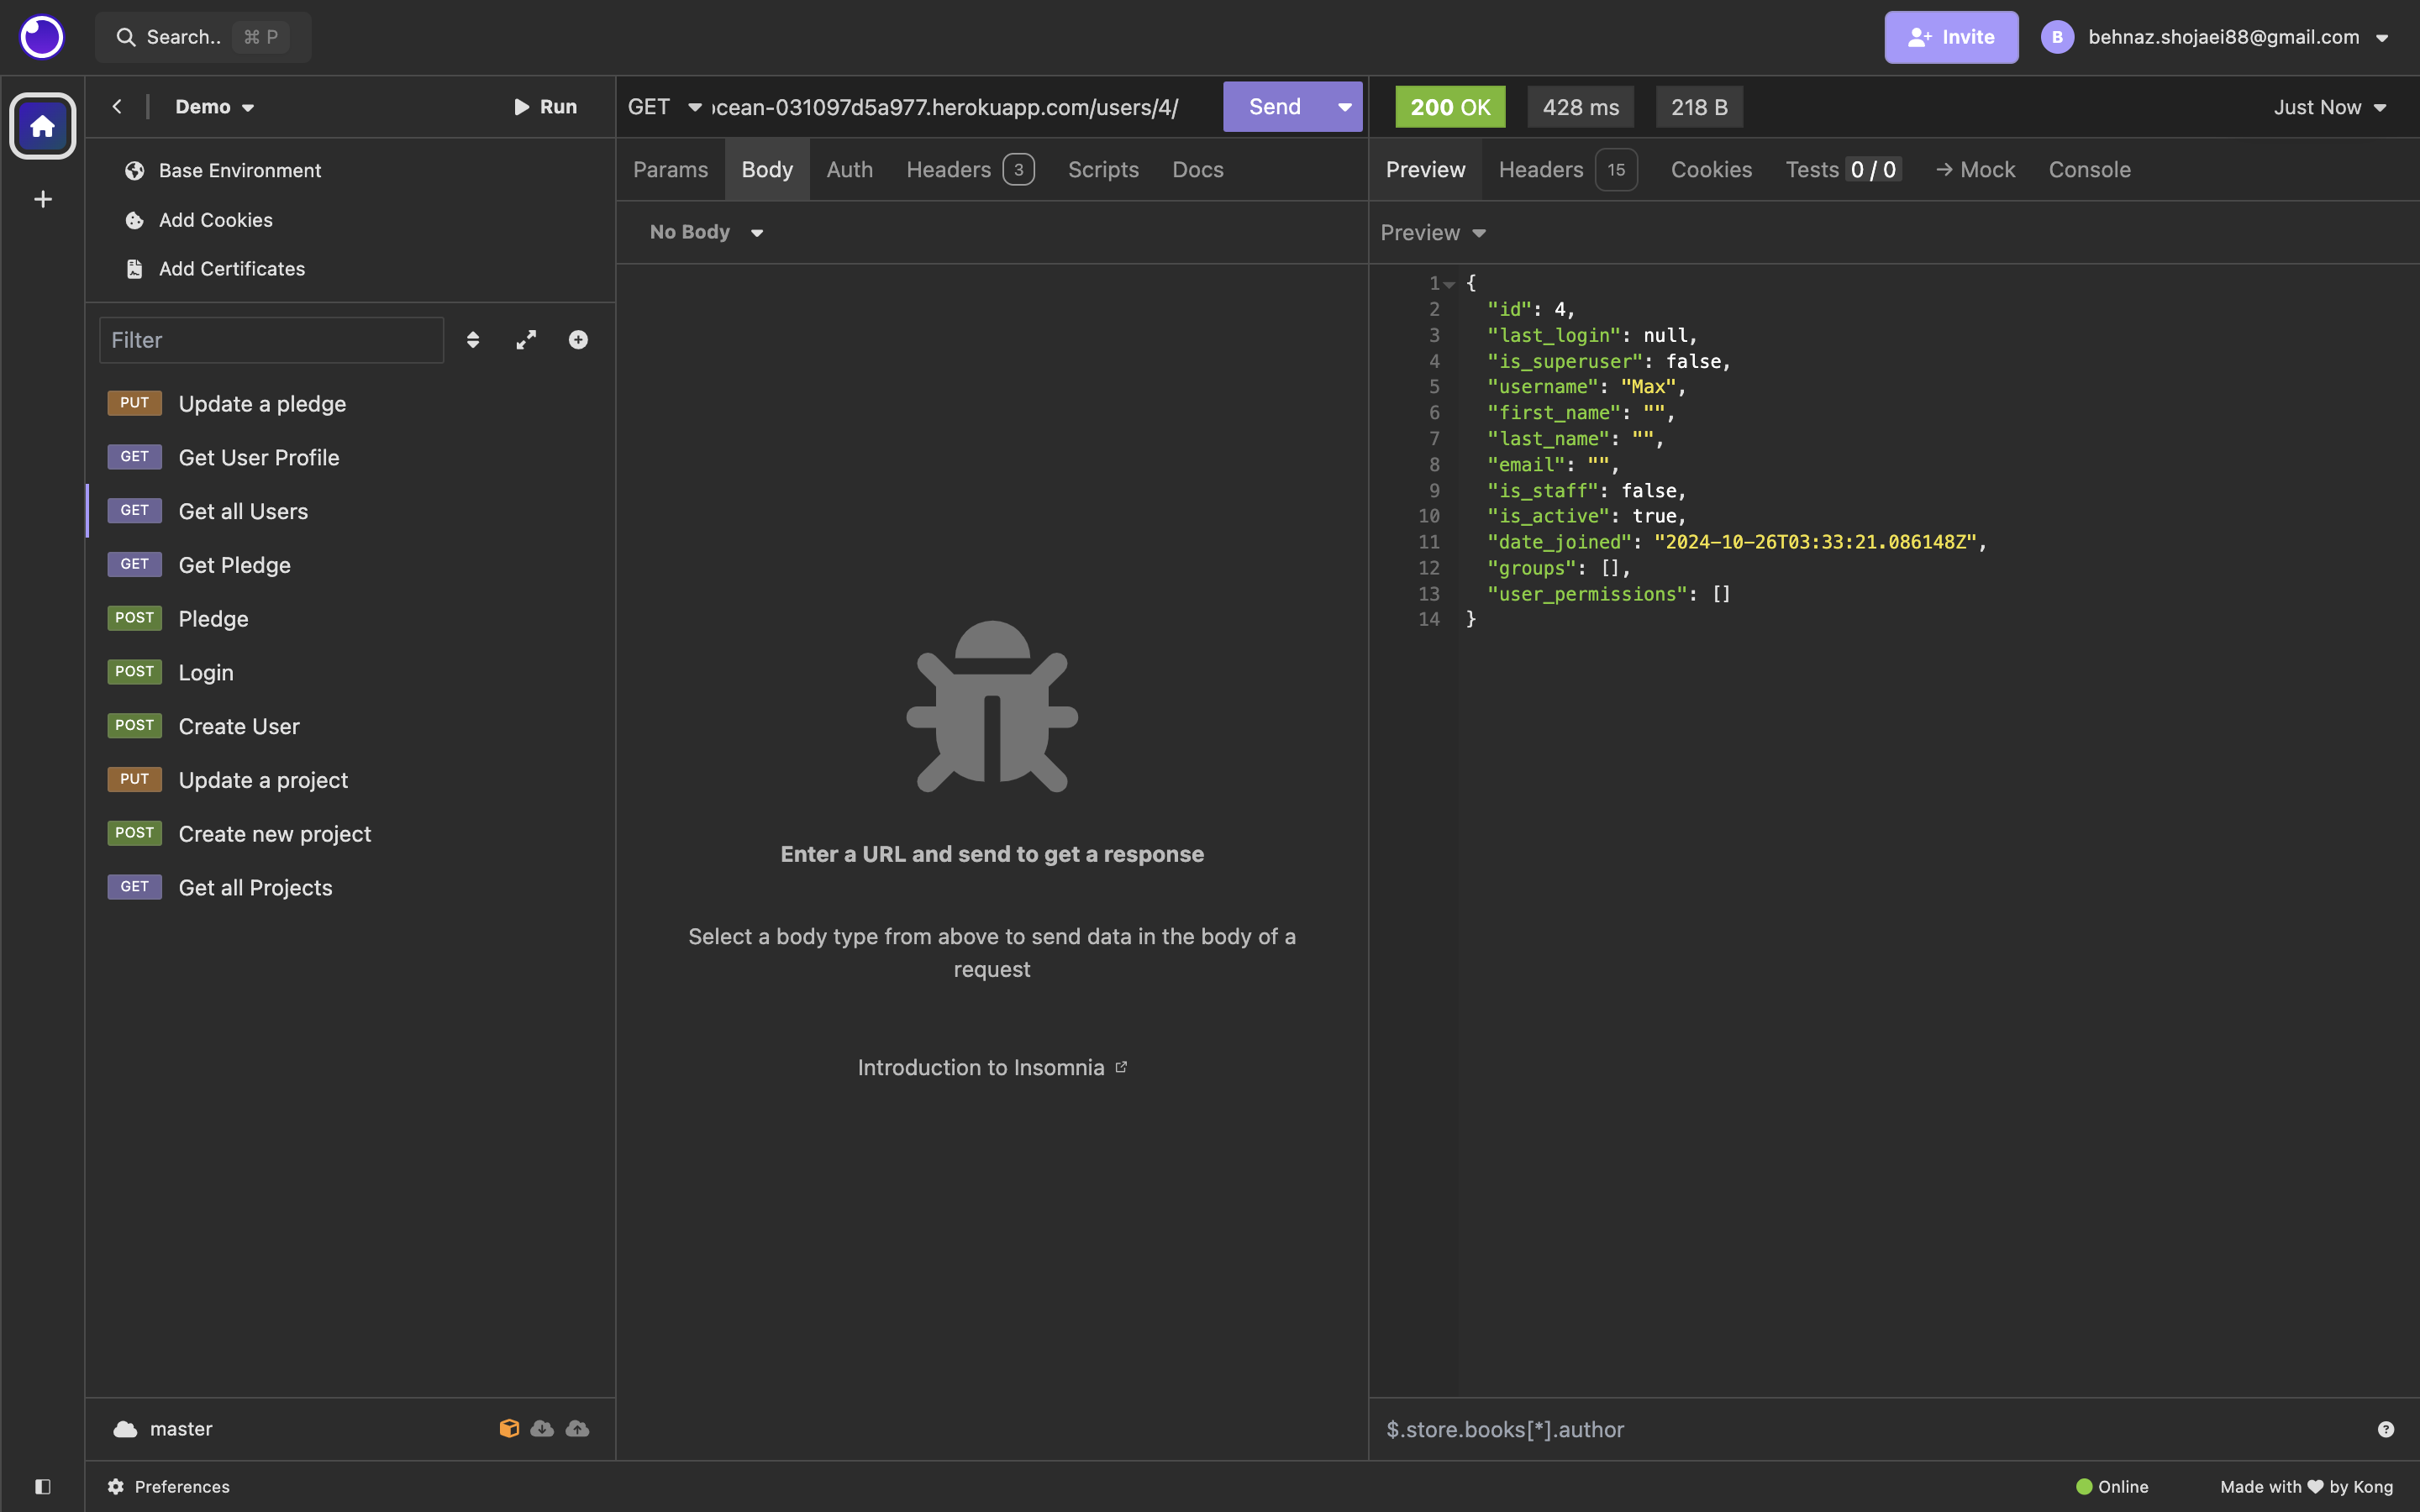 Search.. ⌘ P
Invite
B behnaz.shojaei88@gmail.com
Demo
Run
Base Environment
Add Cookies
Add Certificates
Filter
PUT Update a pledge
GET Get User Profile
GET Get all Users
GET Get Pledge
POST Pledge
POST Login
POST Create User
PUT Update a project
POST Create new project
GET Get all Projects
master
Preferences
GET ocean-031097d5a977.herokuapp.com/users/4/ Send
Params Body Auth Headers 3 Scripts Docs
No Body
Enter a URL and send to get a response
Select a body type from above to send data in the body of a
request
Introduction to Insomnia
200 OK 428 ms 218 B Just Now
Preview Headers 15 Cookies Tests 0 / 0 → Mock Console
Preview
1 {
2 "id": 4,
3 "last_login": null,
4 "is_superuser": false,
5 "username": "Max",
6 "first_name": "",
7 "last_name": "",
8 "email": "",
9 "is_staff": false,
10 "is_active": true,
11 "date_joined": "2024-10-26T03:33:21.086148Z",
12 "groups": [],
13 "user_permissions": []
14 }
$.store.books[*].author
Online
Made with ♥ by Kong